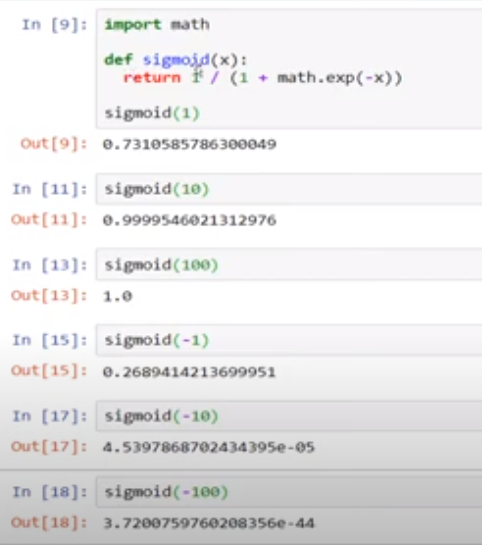 In [9]: import math
def sigmoid(x):
return 1 / (1 + math.exp(-x))
sigmoid(1)
Out[9]: 0.7310585786300049
In [11]: sigmoid(10)
Out[11]: 0.9999546021312976
In [13]: sigmoid(100)
Out[13]: 1.0
In [15]: sigmoid(-1)
Out[15]: 0.2689414213699951
In [17]: sigmoid(-10)
Out[17]: 4.5397868702434395e-05
In [18]: sigmoid(-100)
Out[18]: 3.7200759760208356e-44